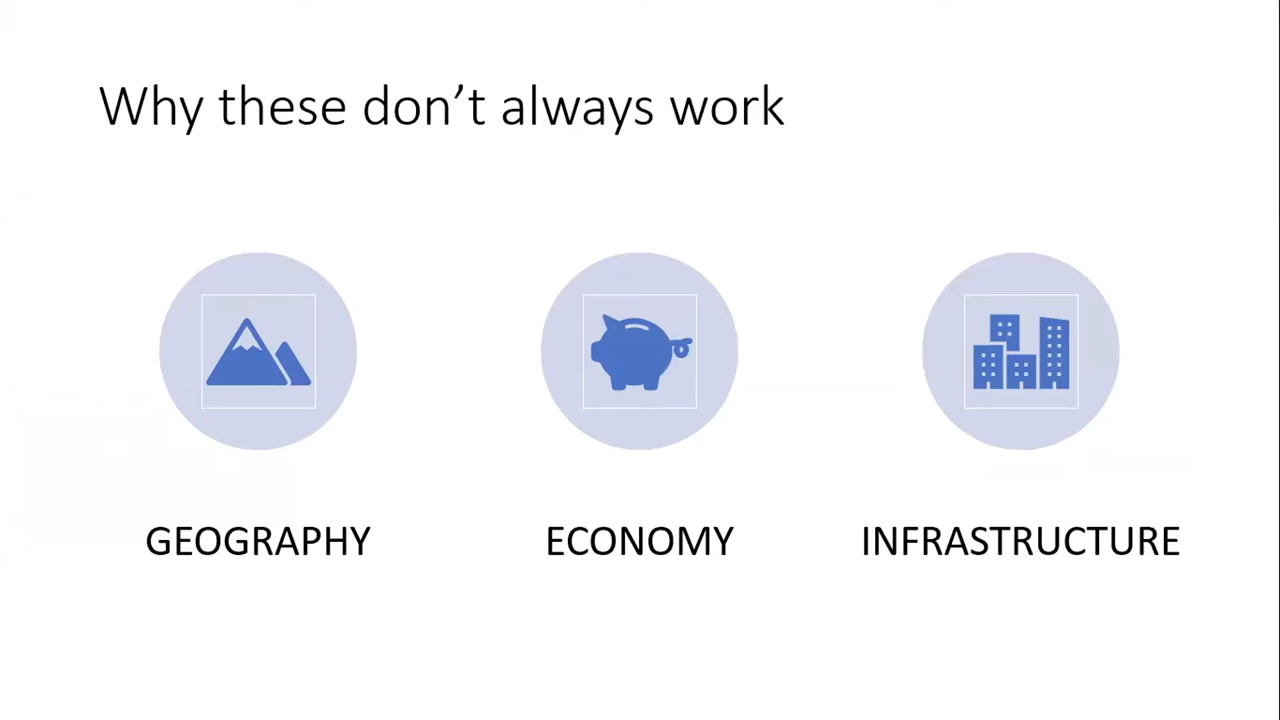 Why these don’t always work
GEOGRAPHY
ECONOMY
INFRASTRUCTURE